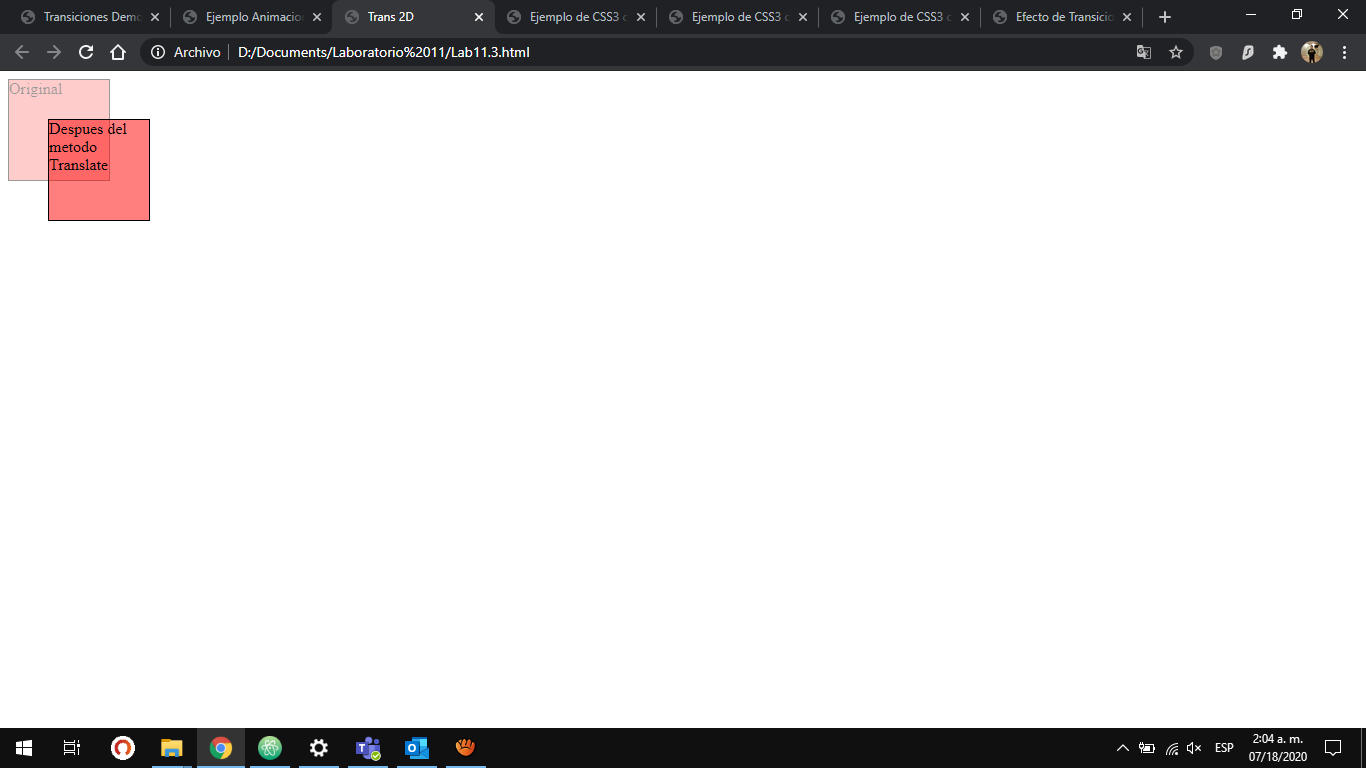 Transiciones Demo
Ejemplo Animacio
Trans 2D
Ejemplo de CSS3 c
Ejemplo de CSS3 c
Ejemplo de CSS3 c
Efecto de Transicio
Archivo
D:/Documents/Laboratorio%2011/Lab11.3.html
Original
Despues del
metodo
Translate
ESP
2:04 a. m.
07/18/2020